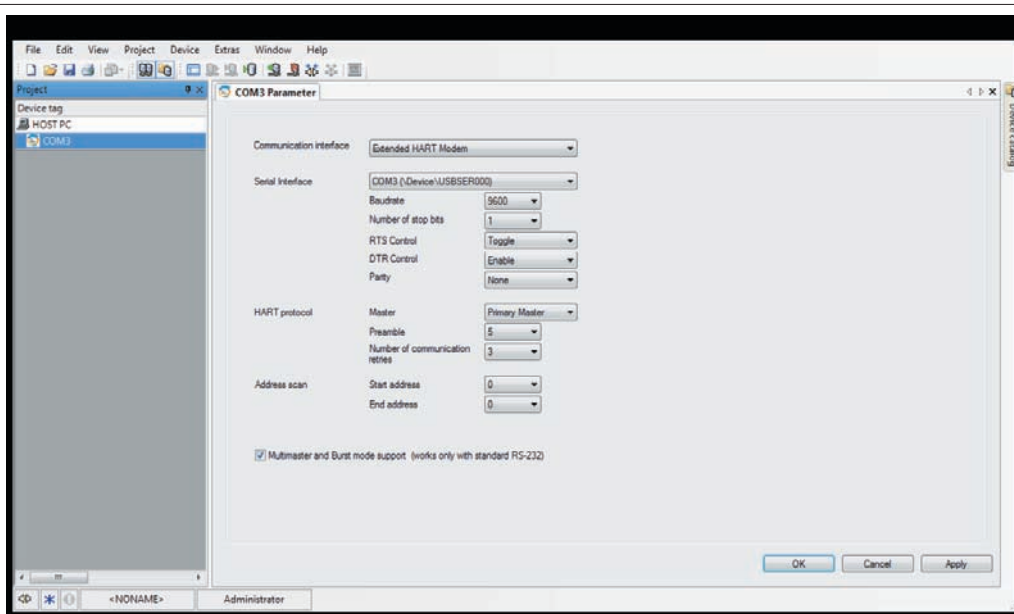 File Edit View Project Device Extras Window Help
Project
Device tag
HOST PC
COM3
COM3 Parameter
Communication interface Extended HART Modem
Serial Interface COM3 (\Device\USBSER000)
Baudrate 9600
Number of stop bits 1
RTS Control Toggle
DTR Control Enable
Parity None
HART protocol Master Primary Master
Preamble 5
Number of communication retries 3
Address scan Start address 0
End address 0
Multimaster and Burst mode support (works only with standard RS-232)
OK Cancel Apply
<NONAME> Administrator
Device Catalog